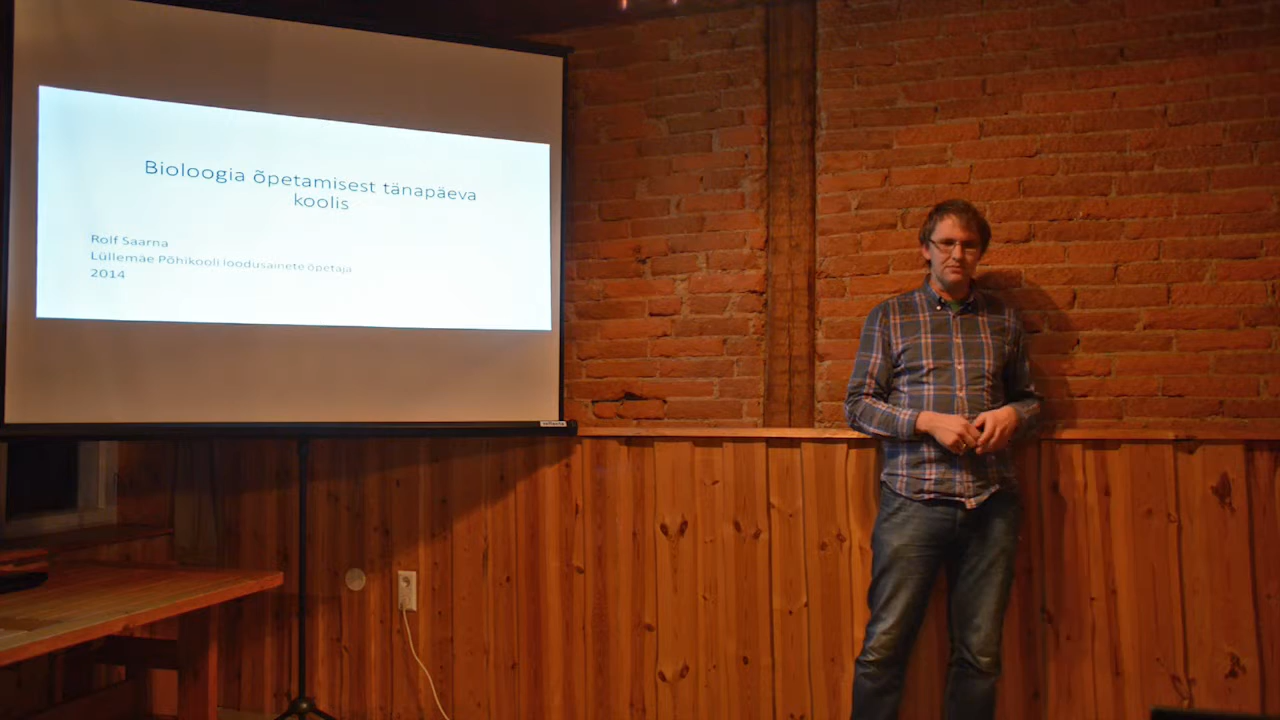 Bioloogia õpetamisest tänapäeva
koolis
Rolf Saarna
Lüllemäe Põhikooli loodusainete õpetaja
2014